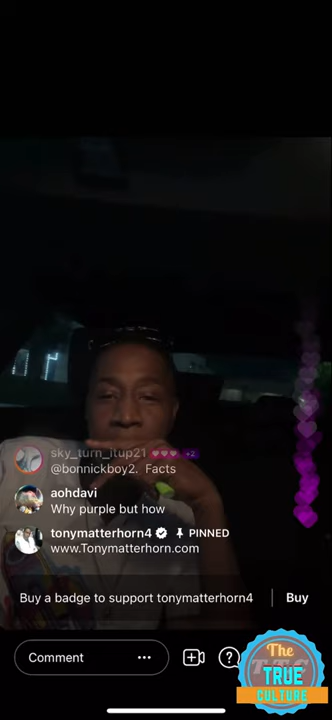 sky_turn_itup21 +2
@bonnickboy2. Facts
aohdavi
Why purple but how
tonymatterhorn4 PINNED
www.Tonymatterhorn.com
Buy a badge to support tonymatterhorn4 Buy
Comment
The
TRUE
CULTURE